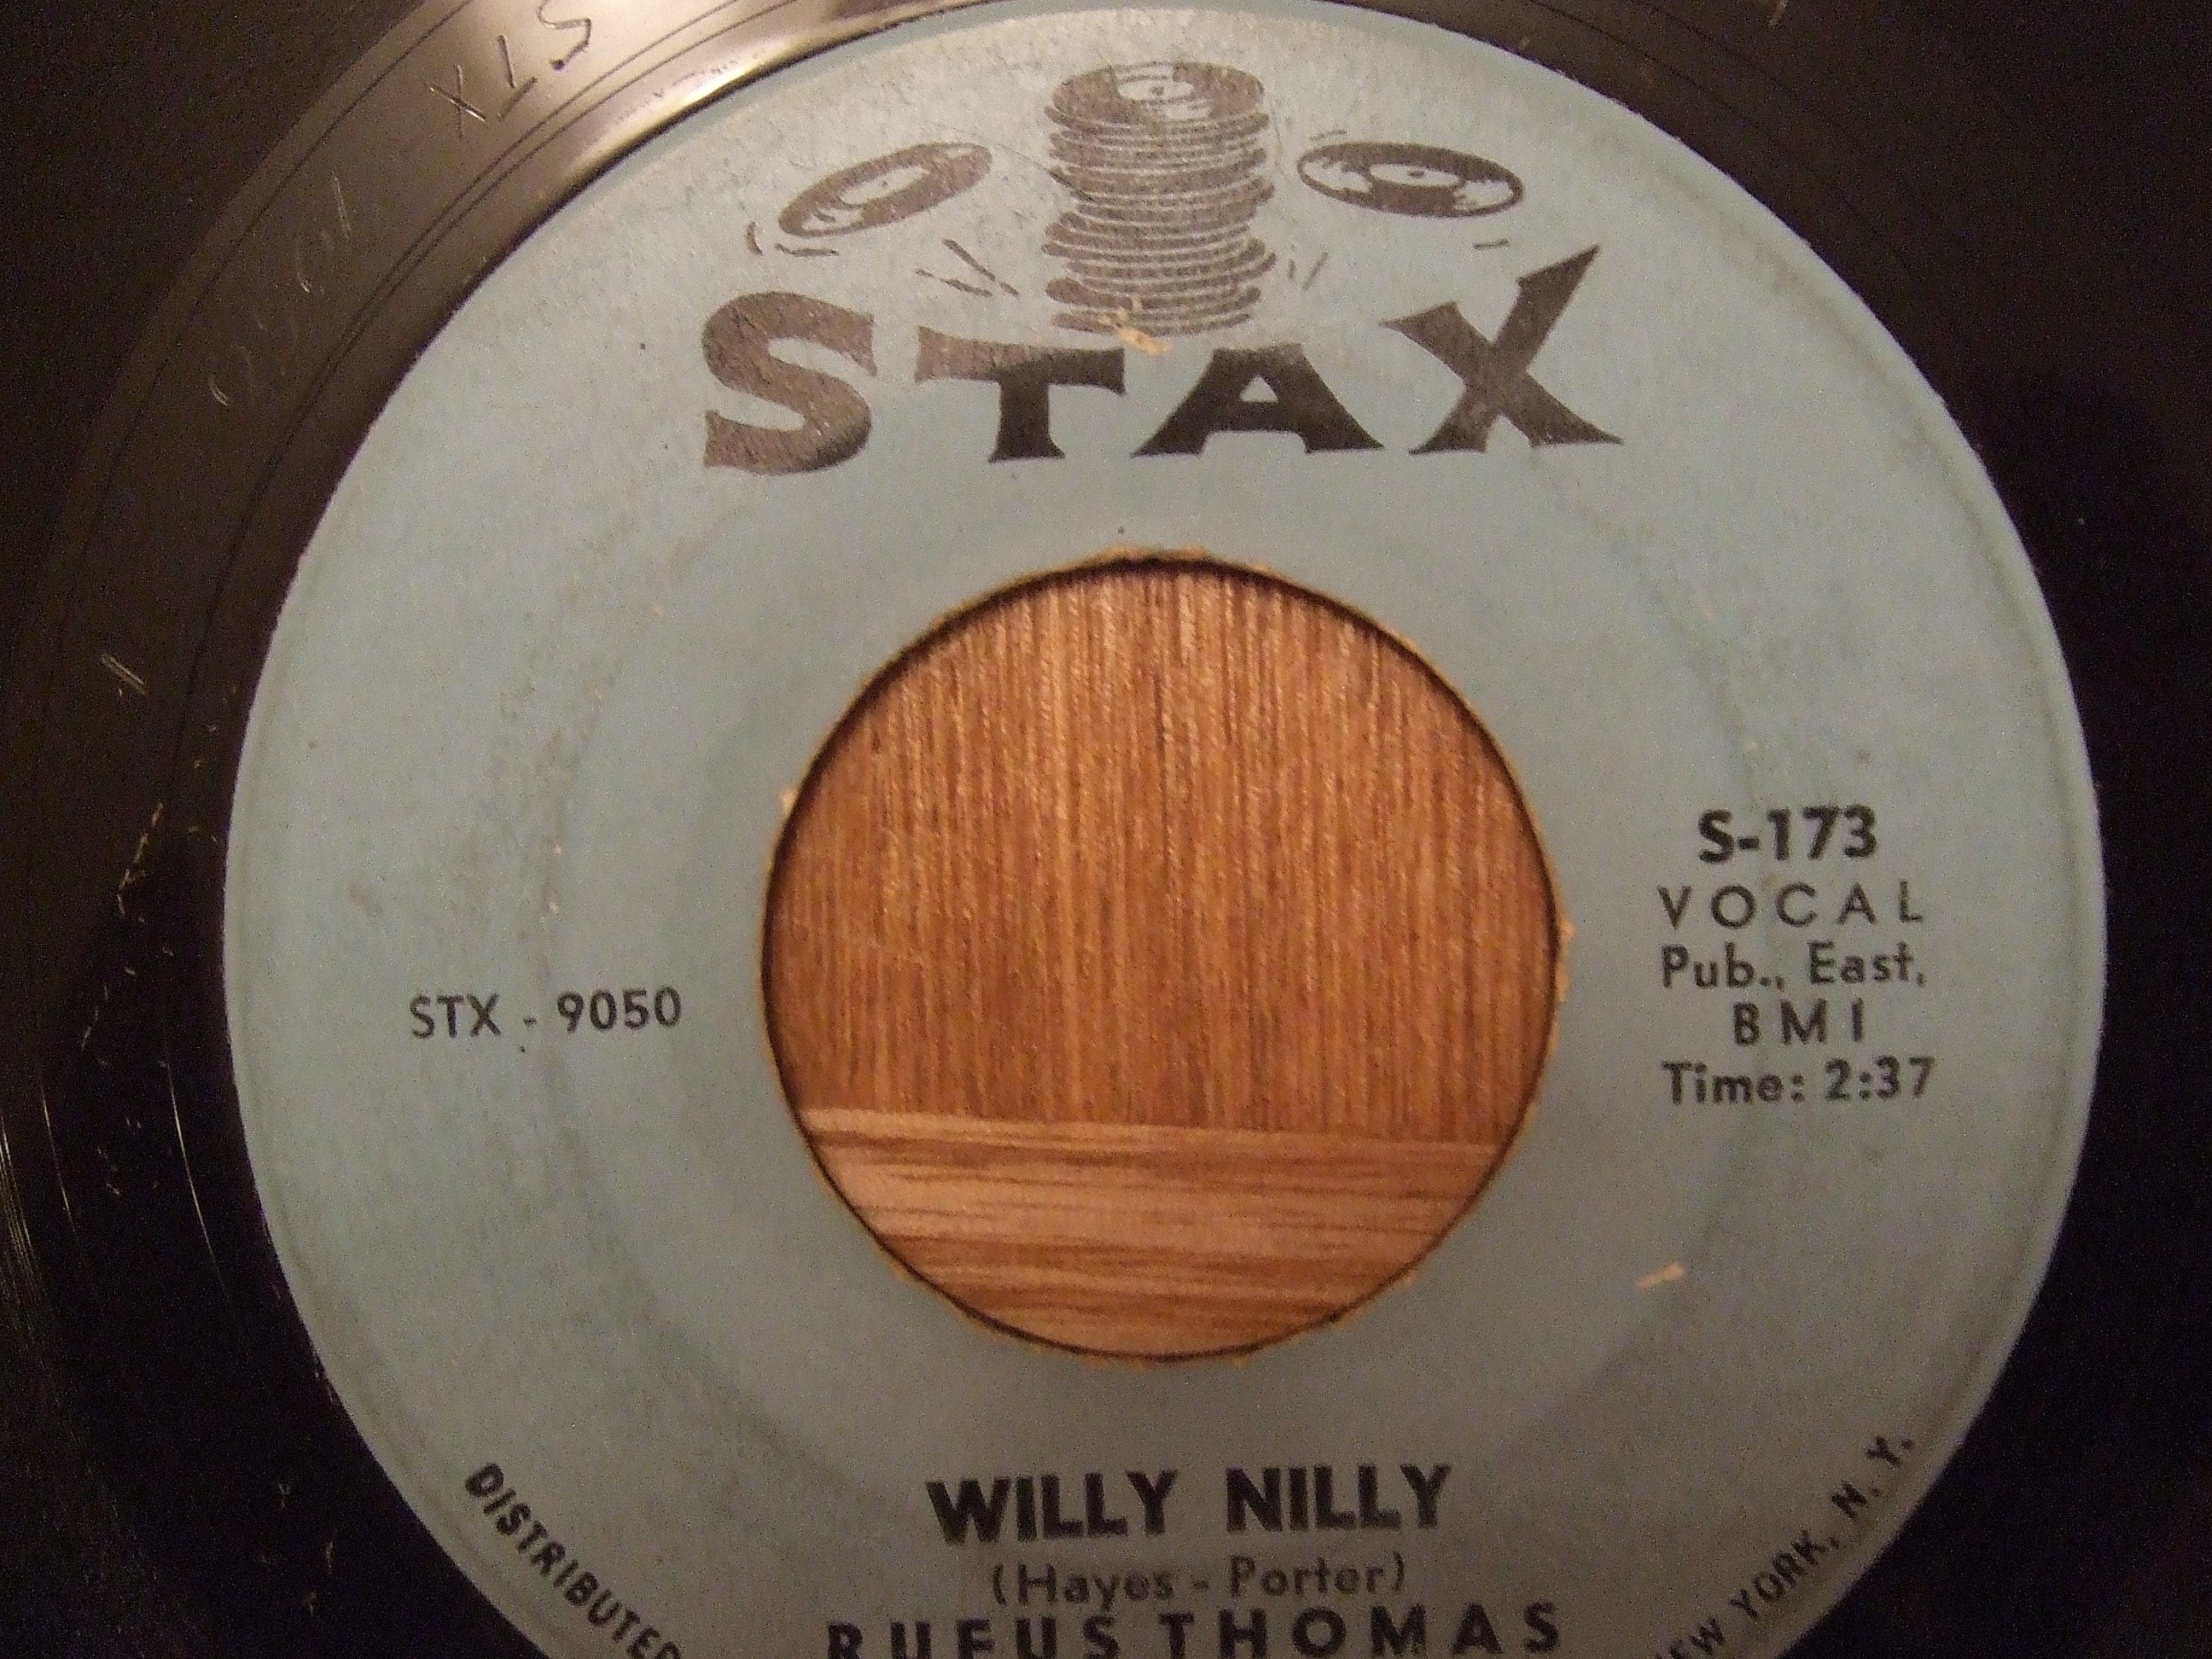 STX
STAX
S-173
VOCAL
Pub., East,
BMI
Time: 2:37
STX - 9050
WILLY NILLY
(Hayes - Porter)
RUFUS THOMAS
DISTRIBUTED
NEW YORK, N. Y.